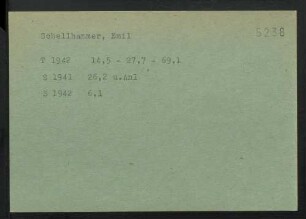 Schellhammer, Emil 5238
T 1942 14,5 - 27,7 - 69,1
S 1941 26,2 m.Anl
S 1942 6,1